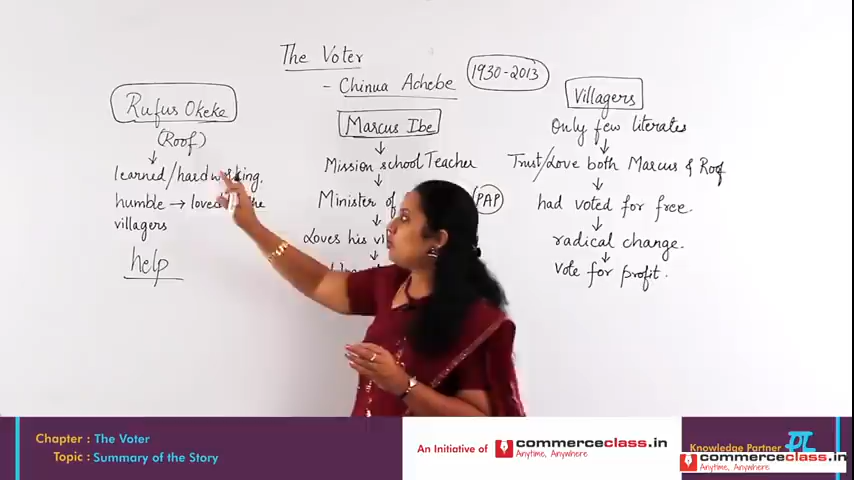 The Voter
- Chinua Achebe
1930-2013
Rufus Okeke
(Roof)
learned/hardworking.
humble → loved
villagers
help
Marcus Ibe
Mission school Teacher
Minister of
PAP
Loves his
Villagers
Only few literates
Trust/Love both Marcus & Roof
had voted for free.
radical change.
vote for profit.
Chapter : The Voter
Topic : Summary of the Story
An Initiative of commerceclass.in
Anytime, Anywhere
Knowledge Partner
commerceclass.in
Anytime, Anywhere